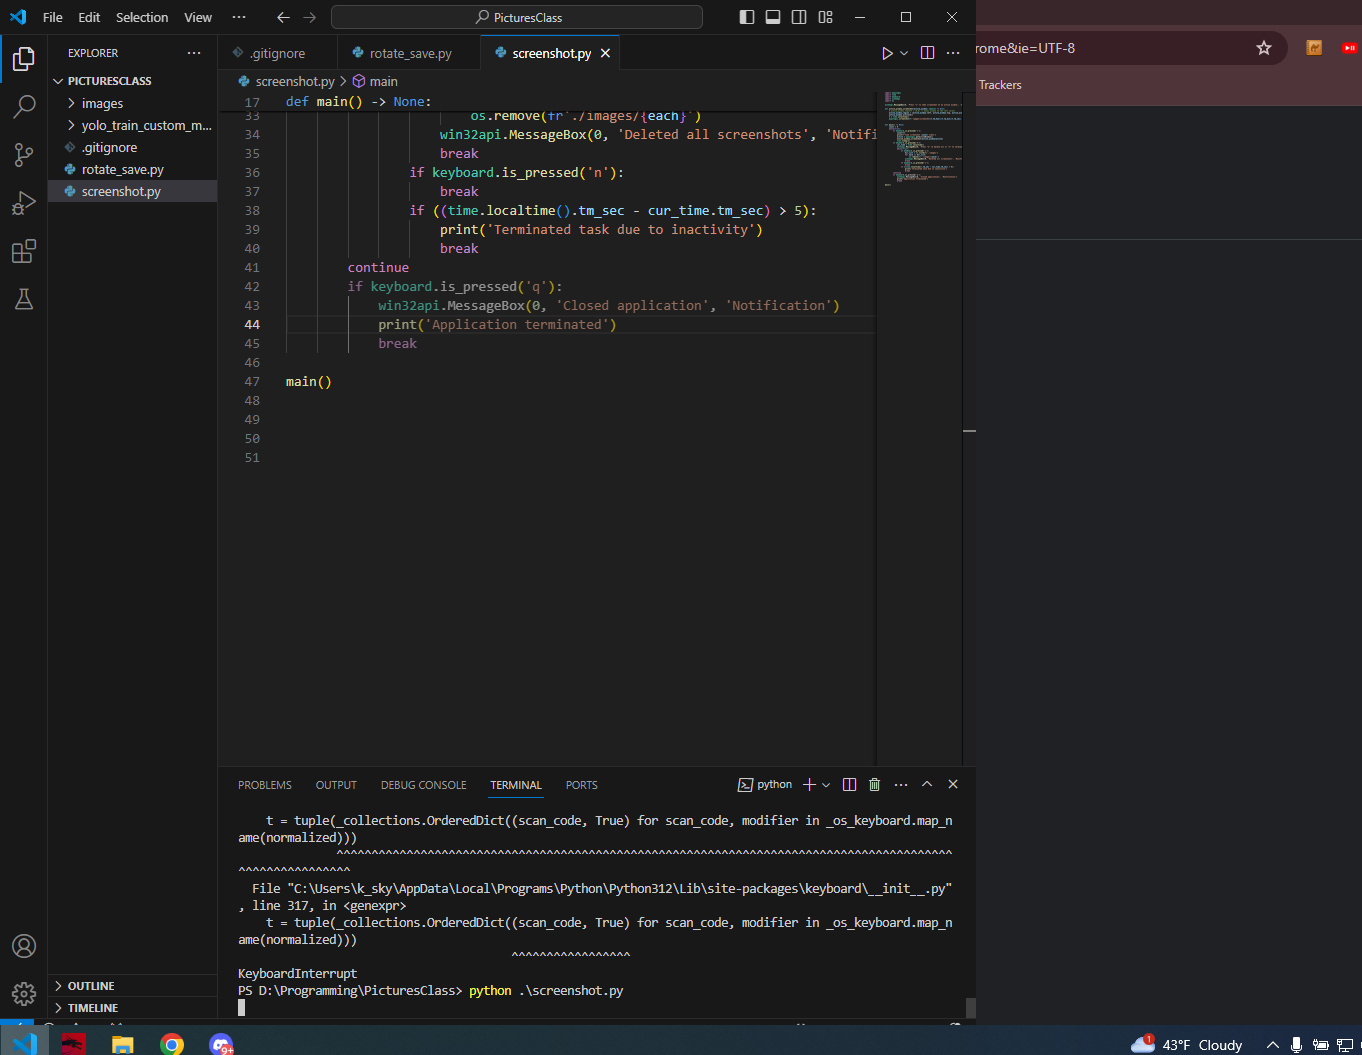 File Edit Selection View ··· PicturesClass
EXPLORER ···
PICTURESCLASS
images
yolo_train_custom_m...
.gitignore
rotate_save.py
screenshot.py
OUTLINE
TIMELINE
.gitignore rotate_save.py screenshot.py
screenshot.py > main
17 def main() -> None:
33 os.remove(fr'./images/{each}')
34 win32api.MessageBox(0, 'Deleted all screenshots', 'Notifi
35 break
36 if keyboard.is_pressed('n'):
37 break
38 if ((time.localtime().tm_sec - cur_time.tm_sec) > 5):
39 print('Terminated task due to inactivity')
40 break
41 continue
42 if keyboard.is_pressed('q'):
43 win32api.MessageBox(0, 'Closed application', 'Notification')
44 print('Application terminated')
45 break
46
47 main()
48
49
50
51
PROBLEMS OUTPUT DEBUG CONSOLE TERMINAL PORTS python
t = tuple(_collections.OrderedDict((scan_code, True) for scan_code, modifier in _os_keyboard.map_n
ame(normalized)))
^^^^^^^^^^^^^^^^^^^^^^^^^^^^^^^^^^^^^^^^^^^^^^^^^^^^^^^^^^^^^^^^^^^^^^^^^^^^^^^^^^^^^^^^
^^^^^^^^^^^^^^^^
File "C:\Users\k_sky\AppData\Local\Programs\Python\Python312\Lib\site-packages\keyboard\__init__.py"
, line 317, in <genexpr>
t = tuple(_collections.OrderedDict((scan_code, True) for scan_code, modifier in _os_keyboard.map_n
ame(normalized)))
^^^^^^^^^^^^^^^^^
KeyboardInterrupt
PS D:\Programming\PicturesClass> python .\screenshot.py
rome&ie=UTF-8
Trackers
9+
1
43°F Cloudy